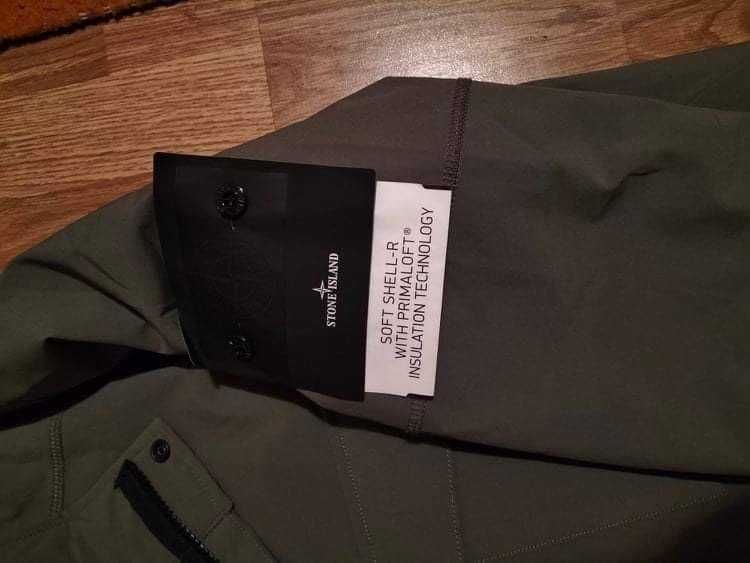 STONE ISLAND
SOFT SHELL-R
WITH PRIMALOFT®
INSULATION TECHNOLOGY